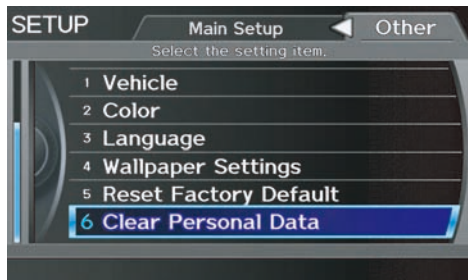 SETUP
Main Setup
Other
Select the setting item.
1 Vehicle
2 Color
3 Language
4 Wallpaper Settings
5 Reset Factory Default
6 Clear Personal Data